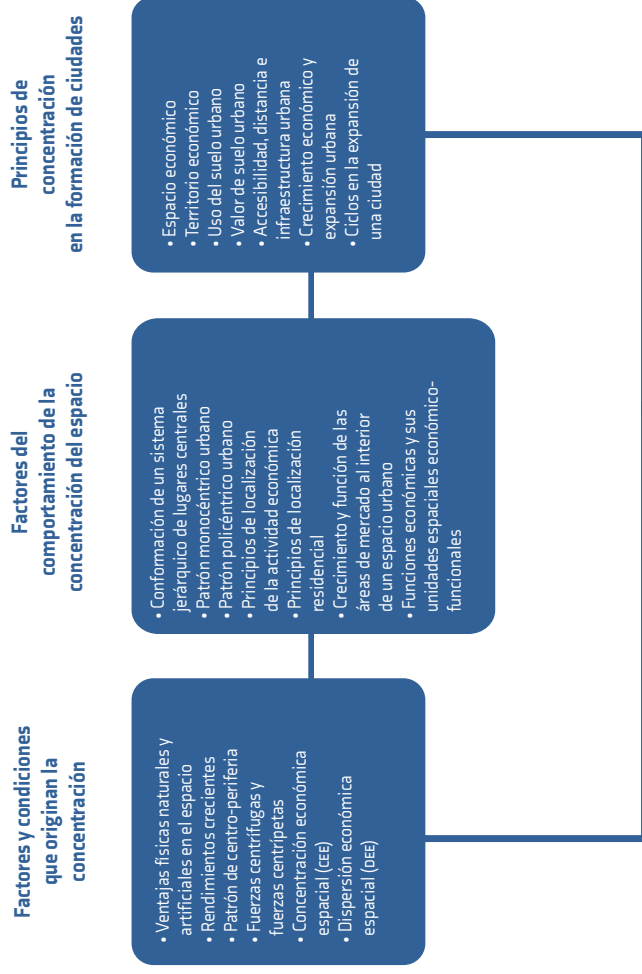 Factores y condiciones
que originan la
concentración
• Ventajas físicas naturales y
artificiales en el espacio
• Rendimientos crecientes
• Patrón de centro-periferia
• Fuerzas centrífugas y
fuerzas centrípetas
• Concentración económica
espacial (CEE)
• Dispersión económica
espacial (DEE)
Factores del
comportamiento de la
concentración del espacio
• Conformación de un sistema
jerárquico de lugares centrales
• Patrón monocéntrico urbano
• Patrón policéntrico urbano
• Principios de localización
de la actividad económica
• Principios de localización
residencial
• Crecimiento y función de las
áreas de mercado al interior
de un espacio urbano
• Funciones económicas y sus
unidades espaciales económico-
funcionales
Principios de
concentración
en la formación de ciudades
• Espacio económico
• Territorio económico
• Uso del suelo urbano
• Valor de suelo urbano
• Accesibilidad, distancia e
infraestructura urbana
• Crecimiento económico y
expansión urbana
• Ciclos en la expansión de
una ciudad